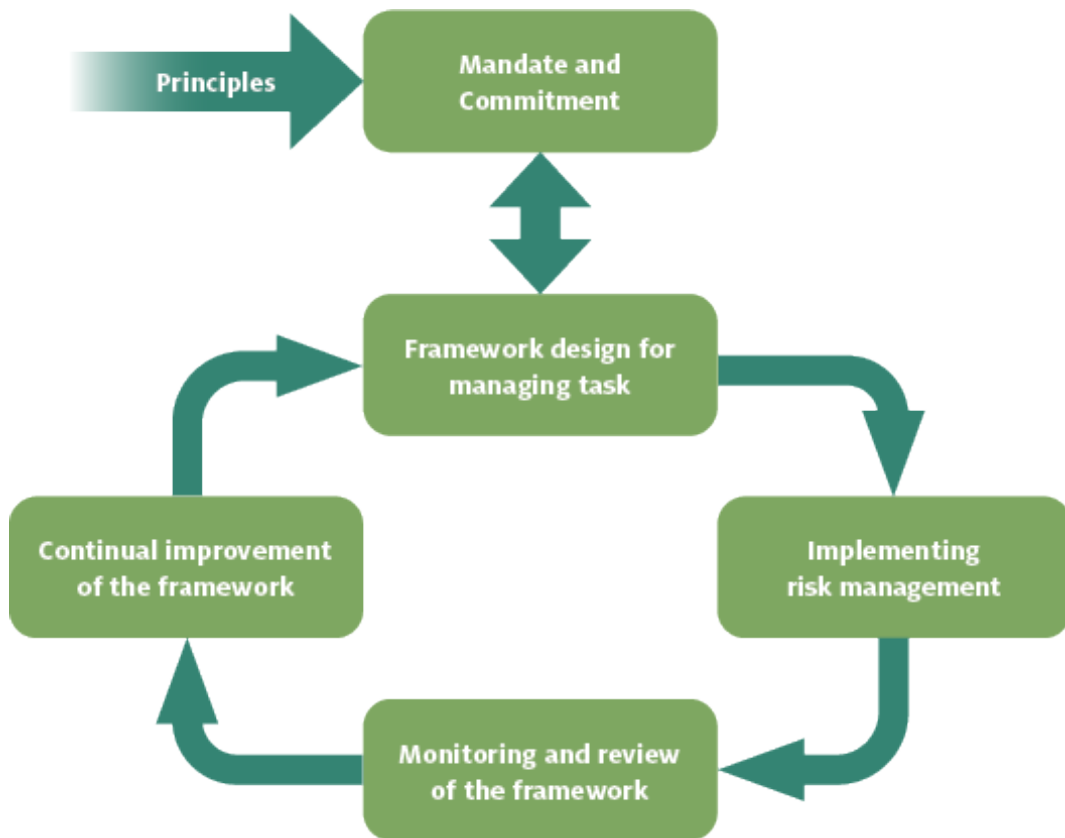 Principles
Mandate and
Commitment
Framework design for
managing task
Continual improvement
of the framework
Implementing
risk management
Monitoring and review
of the framework